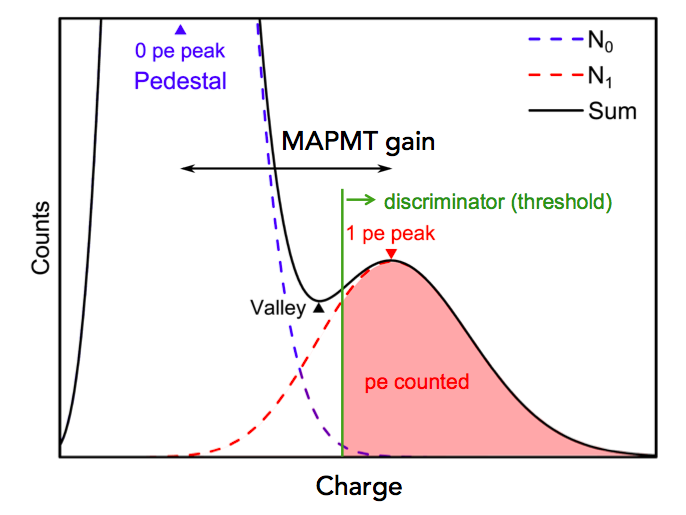 0 pe peak
Pedestal
N₀
N₁
Sum
MAPMT gain
discriminator (threshold)
1 pe peak
Valley
pe counted
Counts
Charge